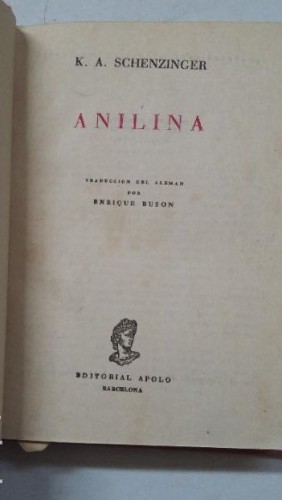 K. A. SCHENZINGER
ANILINA
TRADUCCION DEL ALEMAN
POR
ENRIQUE BUSON
EDITORIAL APOLO
BARCELONA